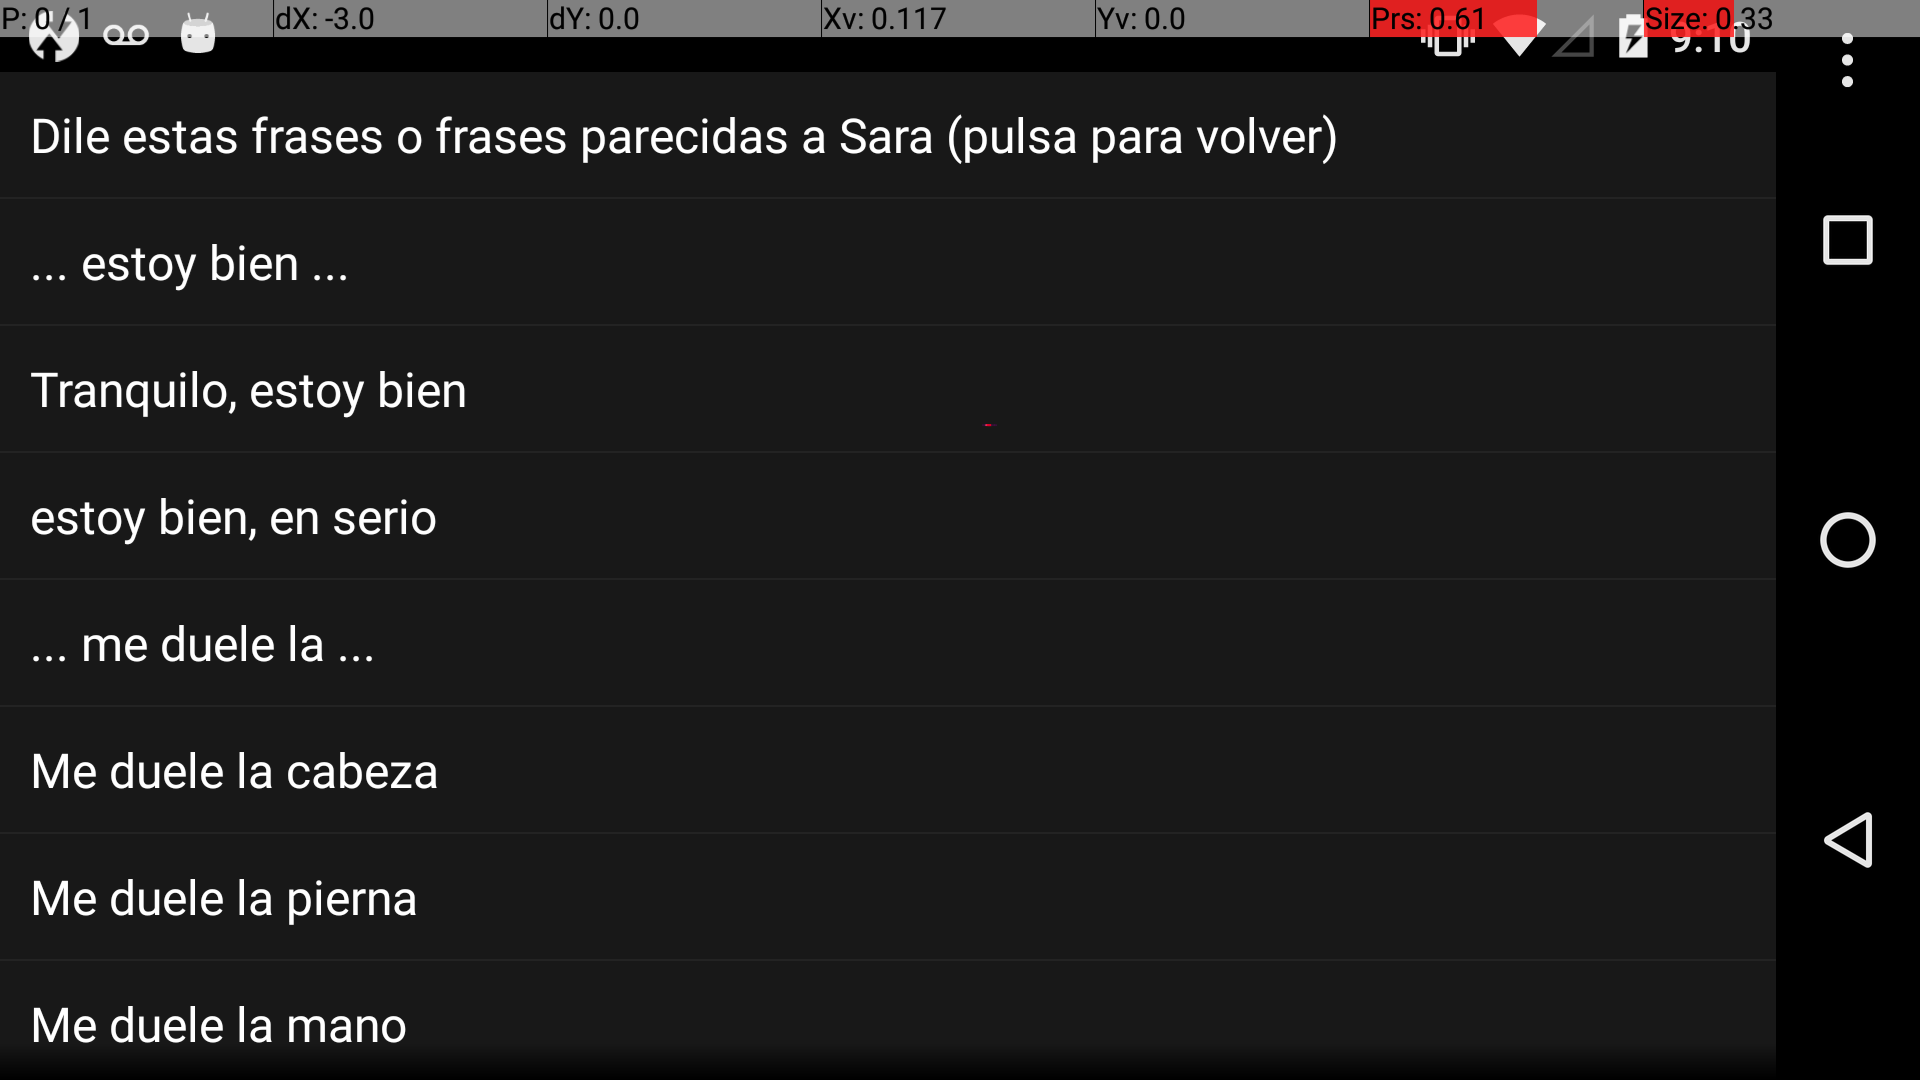 P: 0 / 1 dX: -3.0 dY: 0.0 Xv: 0.117 Yv: 0.0 Prs: 0.61 Size: 0.33
9:10
Dile estas frases o frases parecidas a Sara (pulsa para volver)
... estoy bien ...
Tranquilo, estoy bien
estoy bien, en serio
... me duele la ...
Me duele la cabeza
Me duele la pierna
Me duele la mano